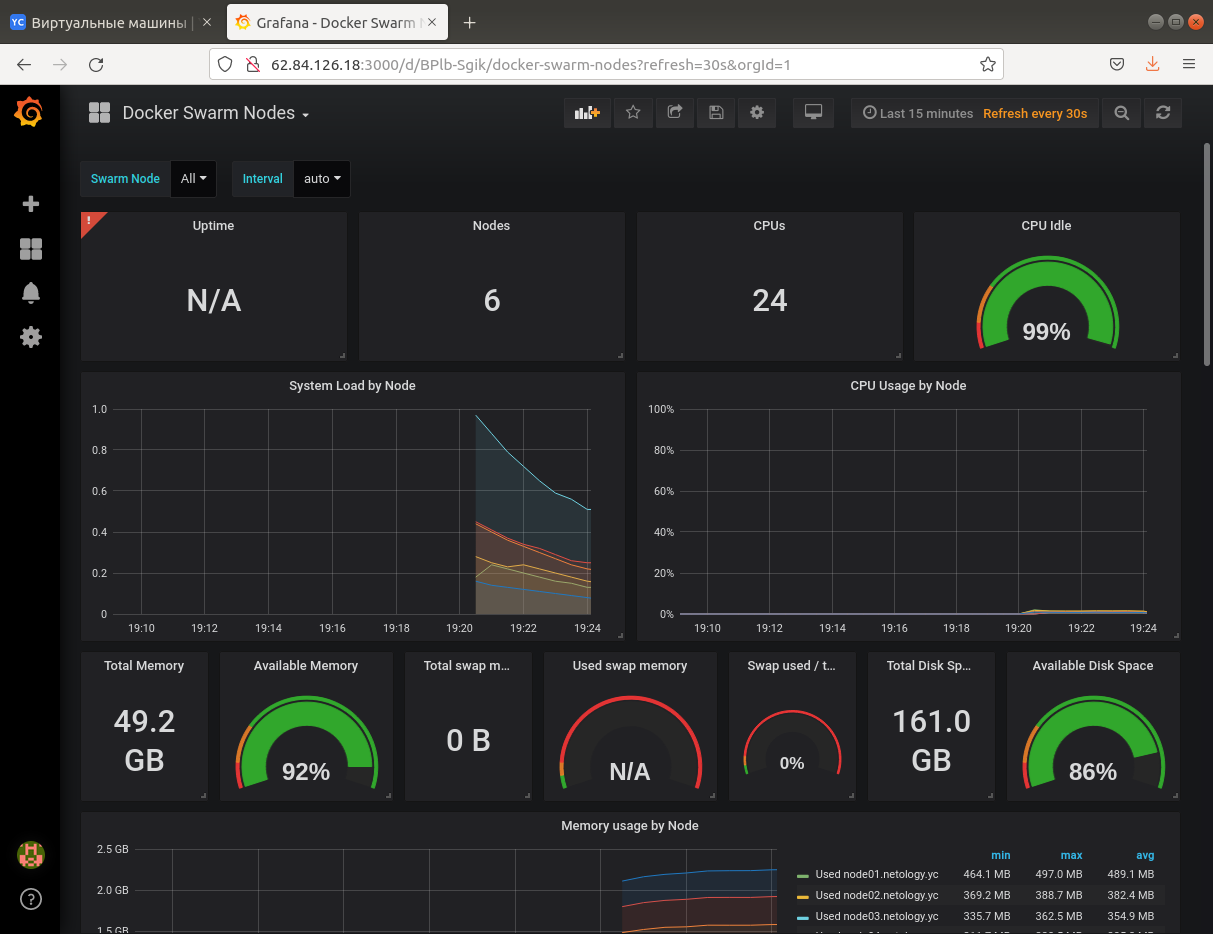 YC Виртуальные машины
Grafana - Docker Swarm
62.84.126.18:3000/d/BPlb-Sgik/docker-swarm-nodes?refresh=30s&orgId=1
Docker Swarm Nodes
Last 15 minutes Refresh every 30s
Swarm Node All Interval auto
!
Uptime
N/A
Nodes
6
CPUs
24
CPU Idle
99%
System Load by Node
1.0
0.8
0.6
0.4
0.2
0
19:10 19:12 19:14 19:16 19:18 19:20 19:22 19:24
CPU Usage by Node
100%
80%
60%
40%
20%
0%
19:10 19:12 19:14 19:16 19:18 19:20 19:22 19:24
Total Memory
49.2
GB
Available Memory
92%
Total swap m...
0 B
Used swap memory
N/A
Swap used / t...
0%
Total Disk Sp...
161.0
GB
Available Disk Space
86%
Memory usage by Node
2.5 GB
2.0 GB
1.5 GB
min max avg
Used node01.netology.yc 464.1 MB 497.0 MB 489.1 MB
Used node02.netology.yc 369.2 MB 388.7 MB 382.4 MB
Used node03.netology.yc 335.7 MB 362.5 MB 354.9 MB
?